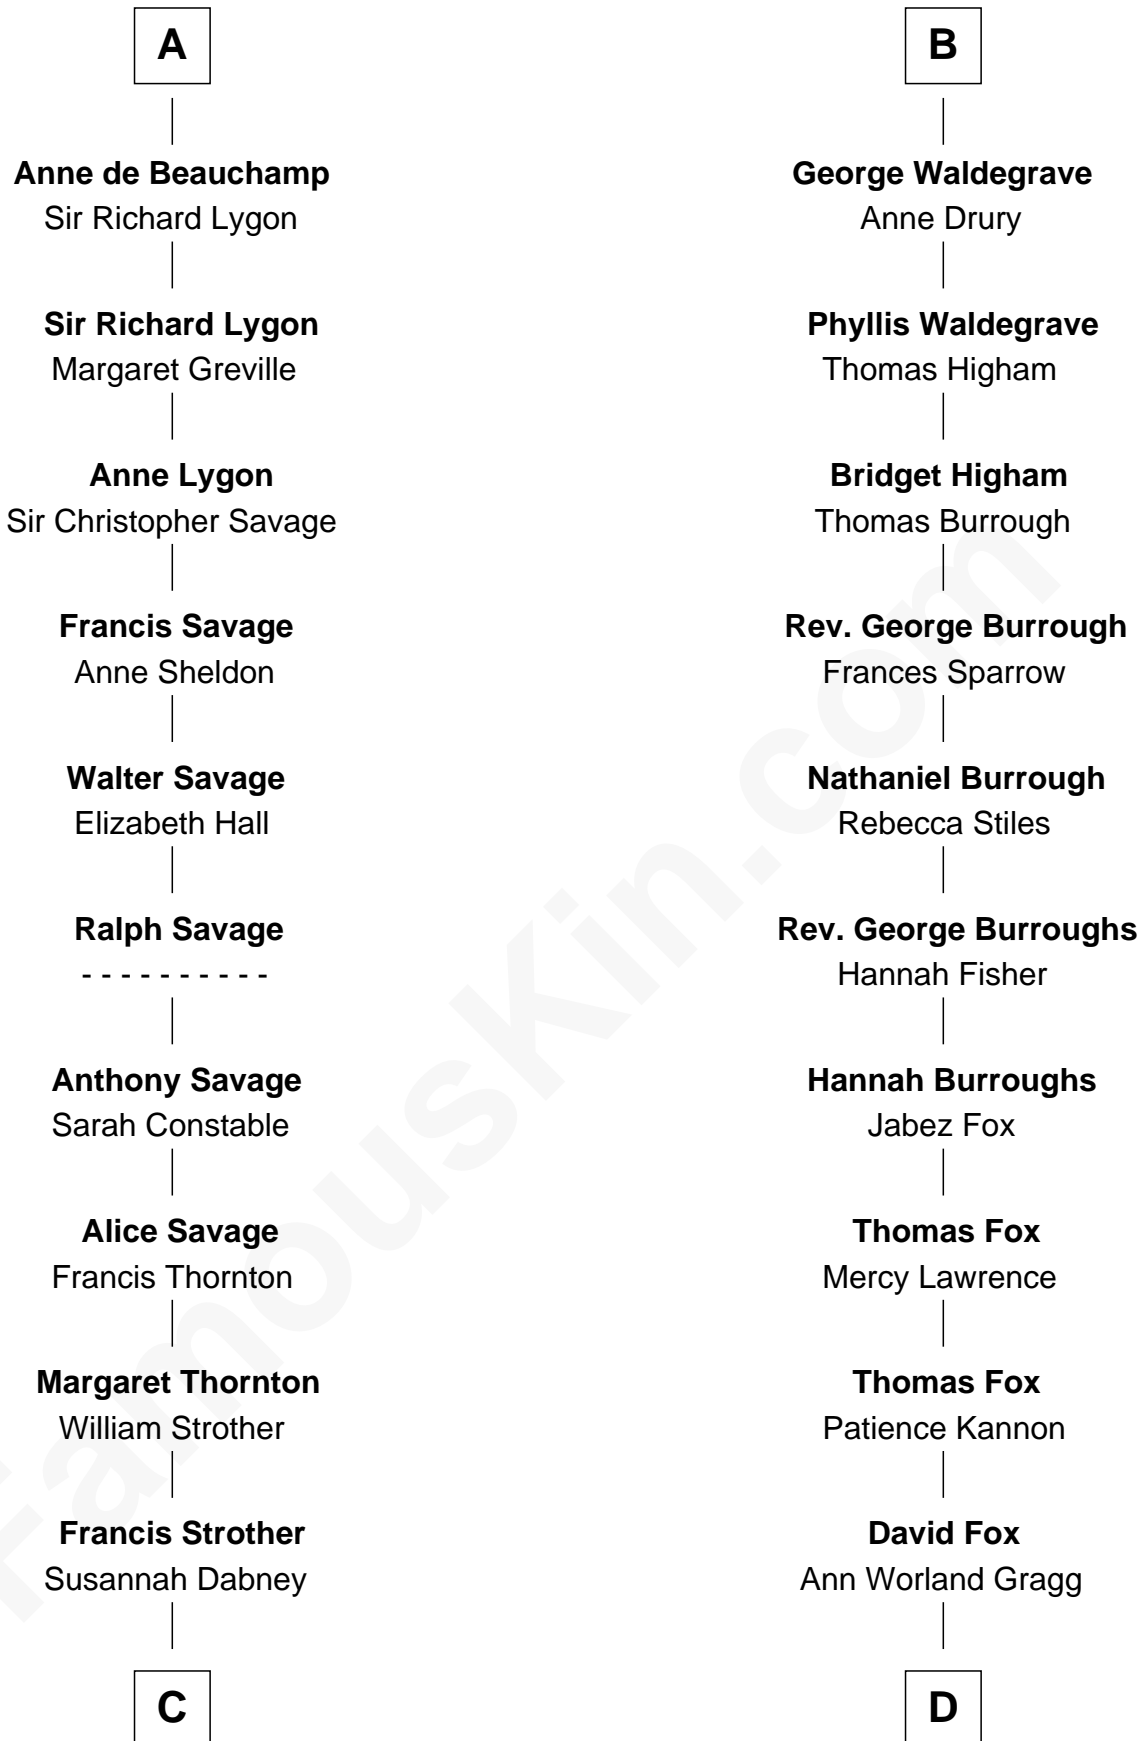 A
Anne de Beauchamp
Sir Richard Lygon
Sir Richard Lygon
Margaret Greville
Anne Lygon
Sir Christopher Savage
Francis Savage
Anne Sheldon
Walter Savage
Elizabeth Hall
Ralph Savage
- - - - - - - - - -
Anthony Savage
Sarah Constable
Alice Savage
Francis Thornton
Margaret Thornton
William Strother
Francis Strother
Susannah Dabney
C
B
George Waldegrave
Anne Drury
Phyllis Waldegrave
Thomas Higham
Bridget Higham
Thomas Burrough
Rev. George Burrough
Frances Sparrow
Nathaniel Burrough
Rebecca Stiles
Rev. George Burroughs
Hannah Fisher
Hannah Burroughs
Jabez Fox
Thomas Fox
Mercy Lawrence
Thomas Fox
Patience Kannon
David Fox
Ann Worland Gragg
D
FamousKin.com